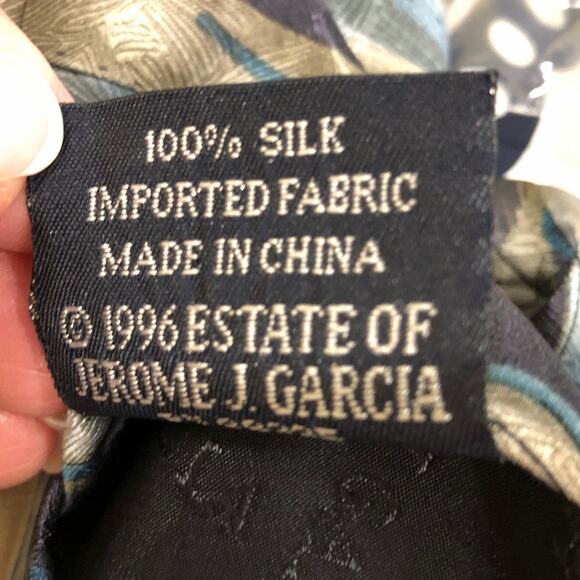 100% SILK
IMPORTED FABRIC
MADE IN CHINA
© 1996 ESTATE OF
JEROME J. GARCIA